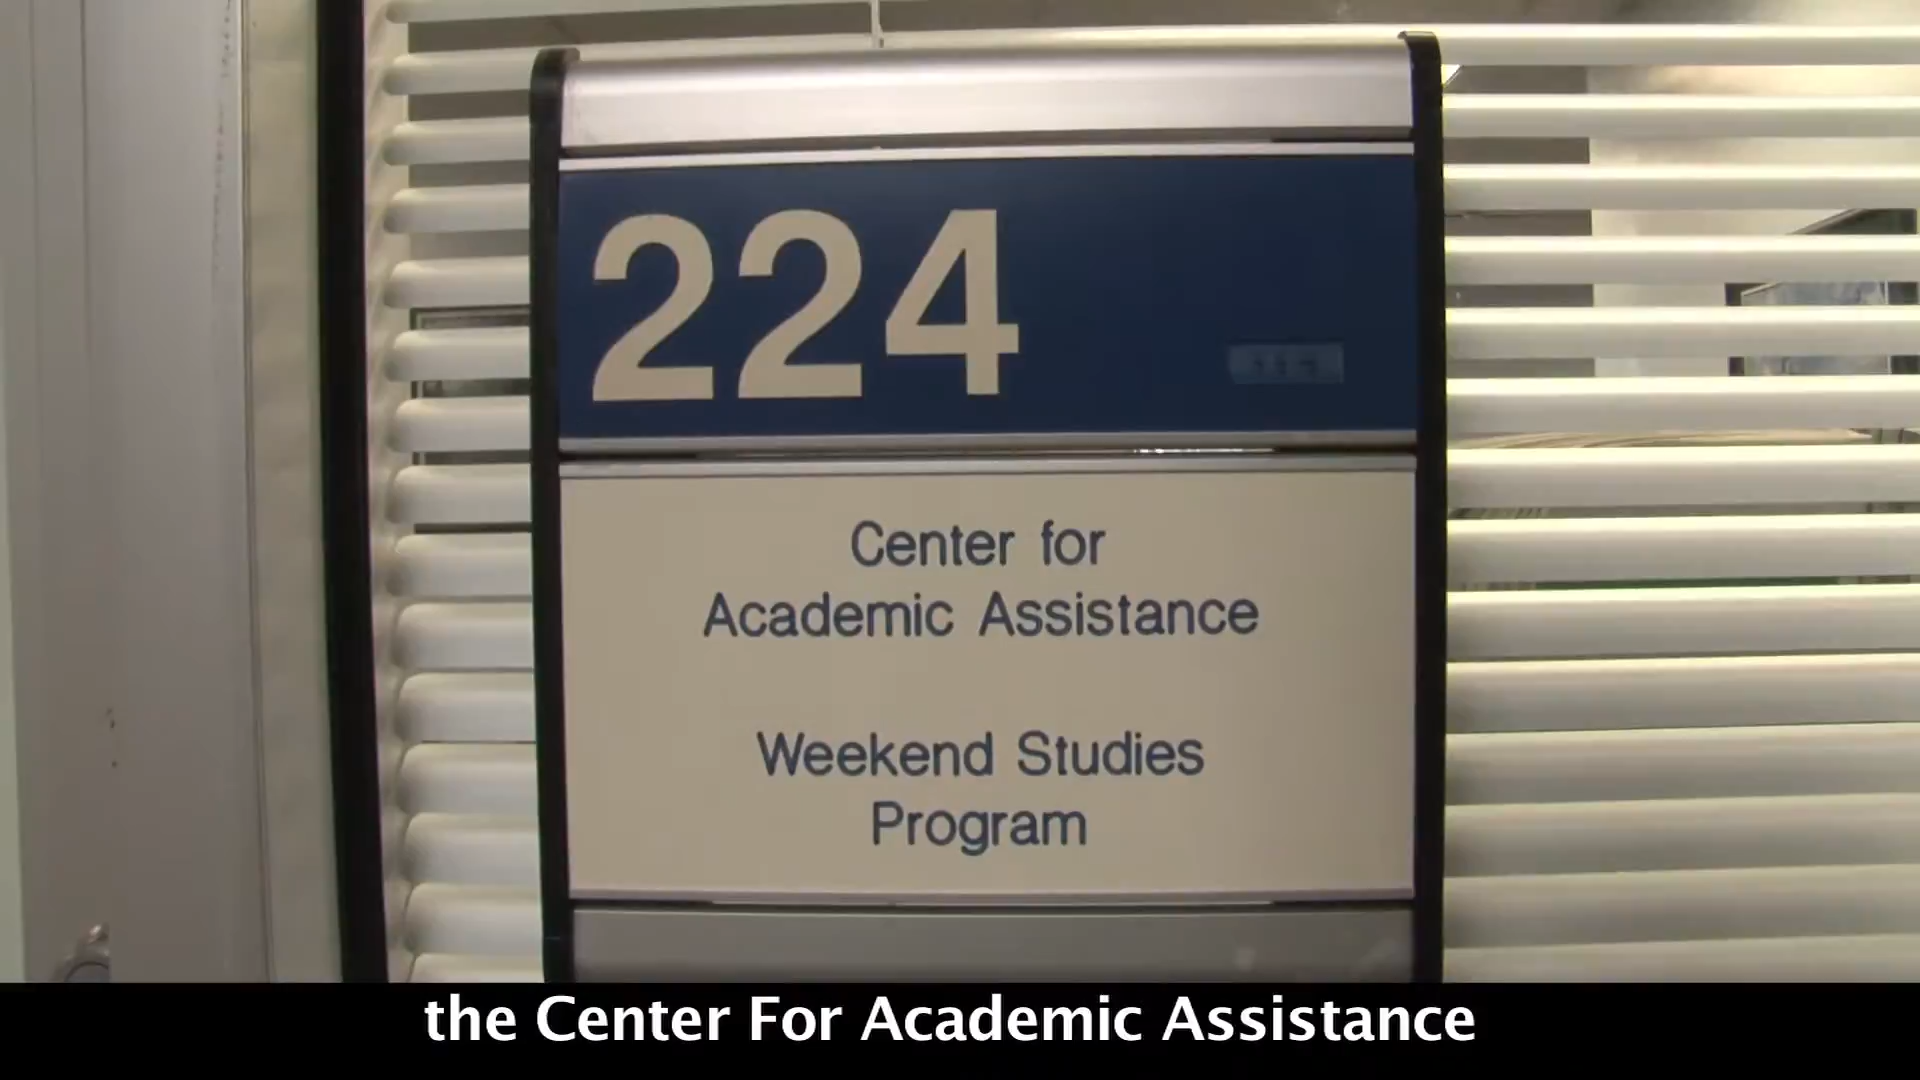 224
Center for
Academic Assistance
Weekend Studies
Program
the Center For Academic Assistance